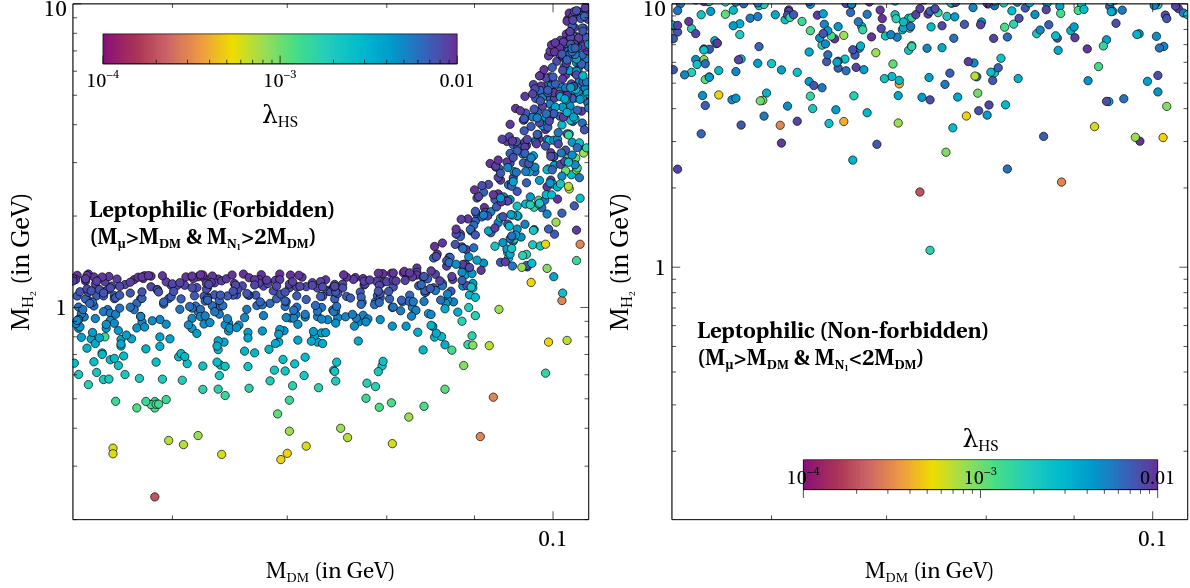 10
10⁻⁴ 10⁻³ 0.01
λHS
Leptophilic (Forbidden)
(Mμ>MDM & MN1>2MDM)
1
0.1
MH2 (in GeV)
MDM (in GeV)
10
1
Leptophilic (Non-forbidden)
(Mμ>MDM & MN1<2MDM)
λHS
10⁻⁴ 10⁻³ 0.01
0.1
MH2 (in GeV)
MDM (in GeV)